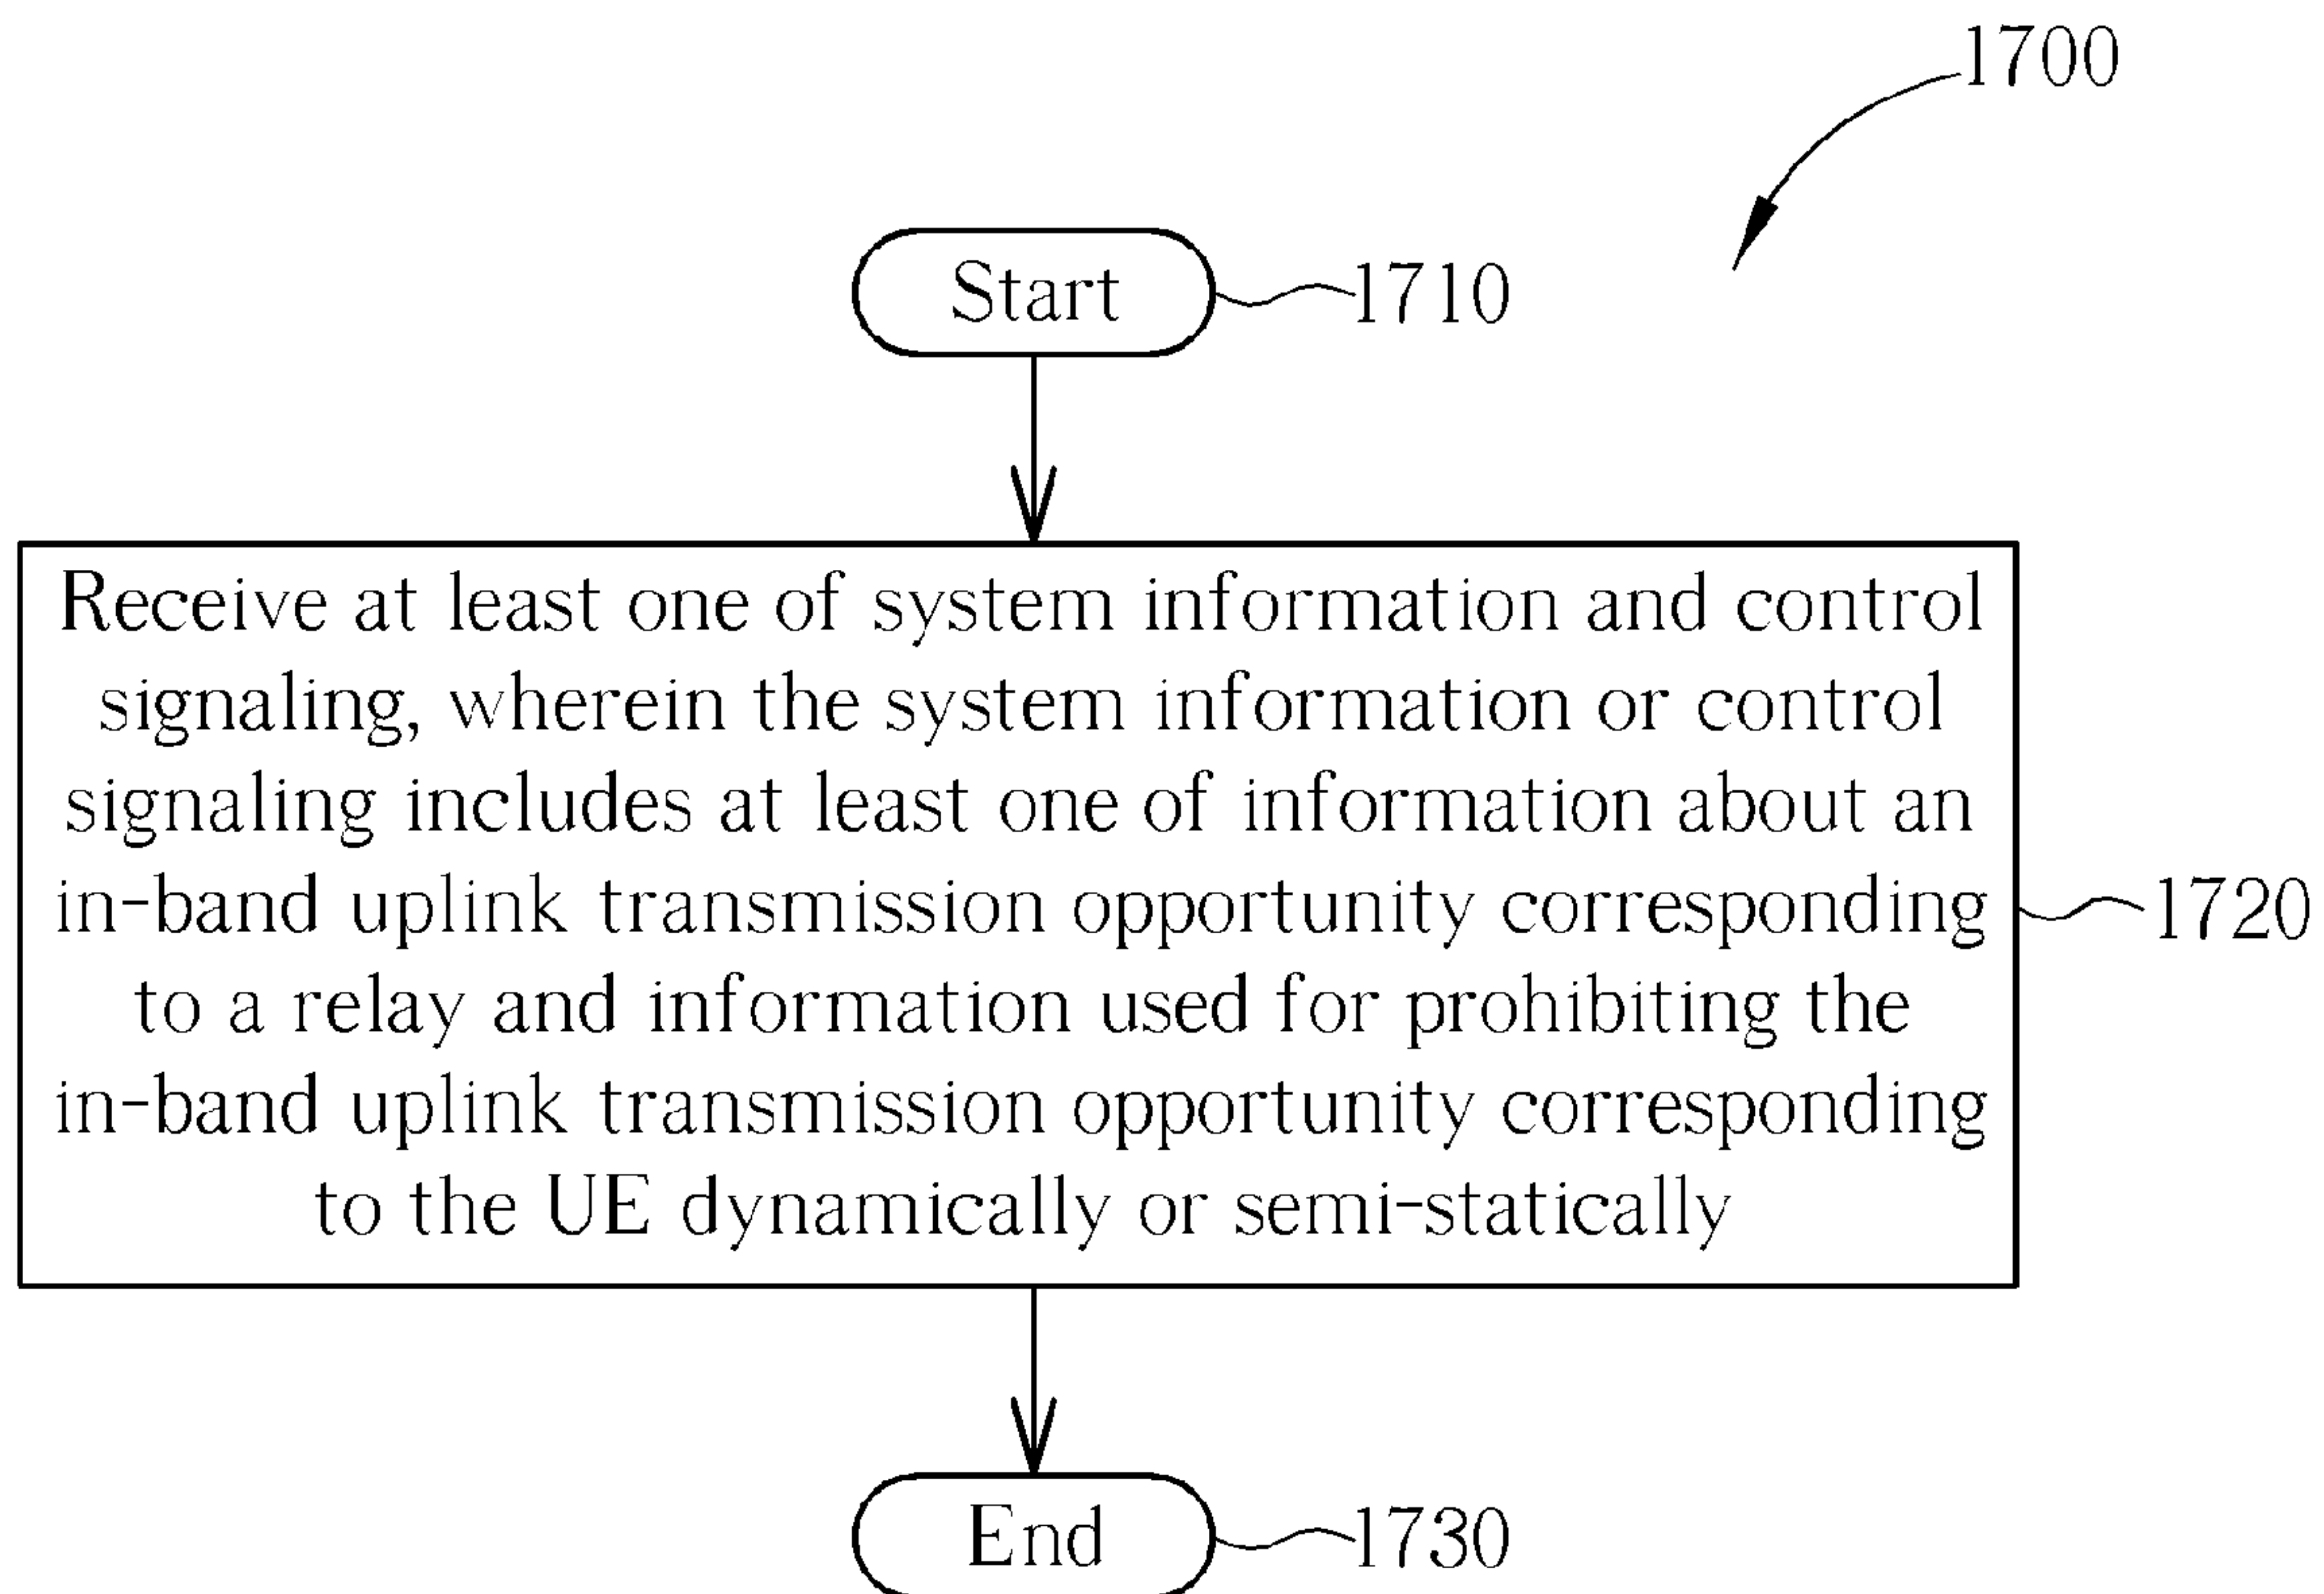 1700
Start
1710
Receive at least one of system information and control
signaling, wherein the system information or control
signaling includes at least one of information about an
in-band uplink transmission opportunity corresponding
to a relay and information used for prohibiting the
in-band uplink transmission opportunity corresponding
to the UE dynamically or semi-statically
1720
End
1730